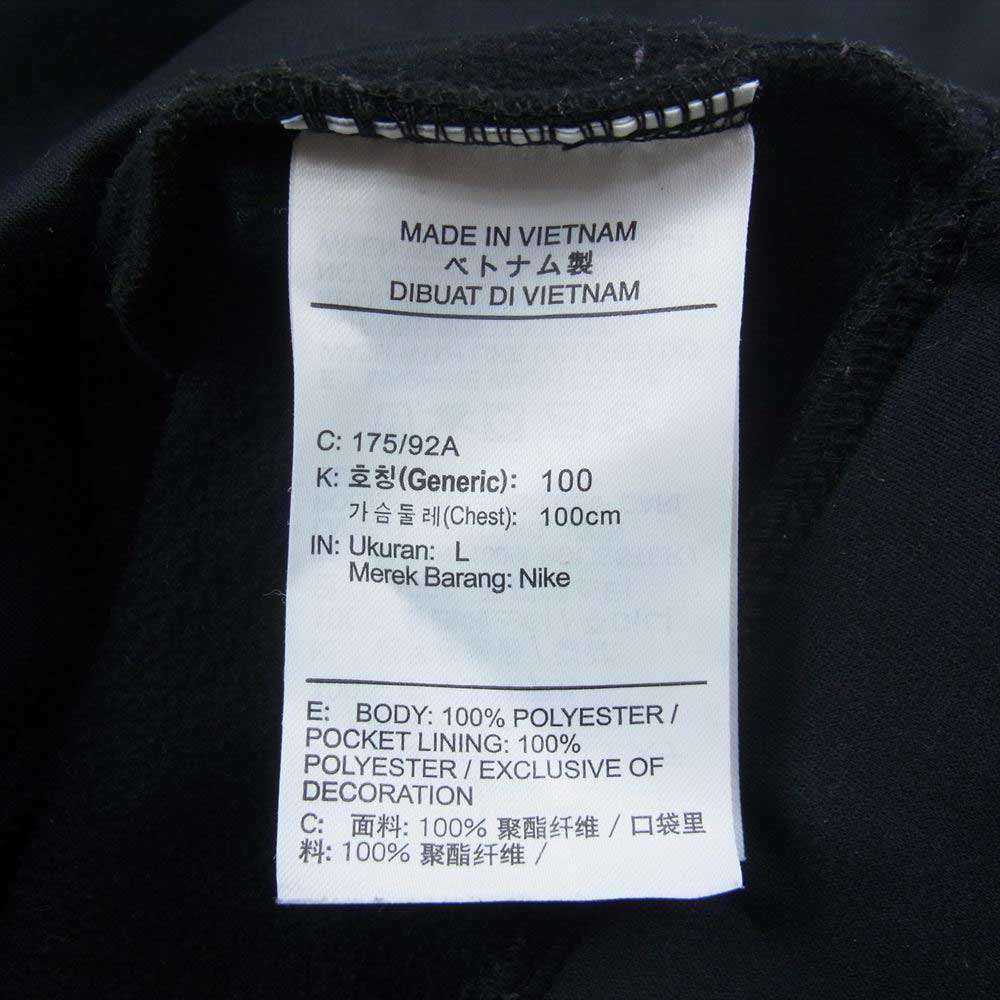 MADE IN VIETNAM
ベトナム製
DIBUAT DI VIETNAM
C: 175/92A
K: 호칭(Generic): 100
가슴둘레(Chest): 100cm
IN: Ukuran: L
Merek Barang: Nike
E: BODY: 100% POLYESTER /
POCKET LINING: 100%
POLYESTER / EXCLUSIVE OF
DECORATION
C: 面料: 100% 聚酯纤维 / 口袋里
料: 100% 聚酯纤维 /